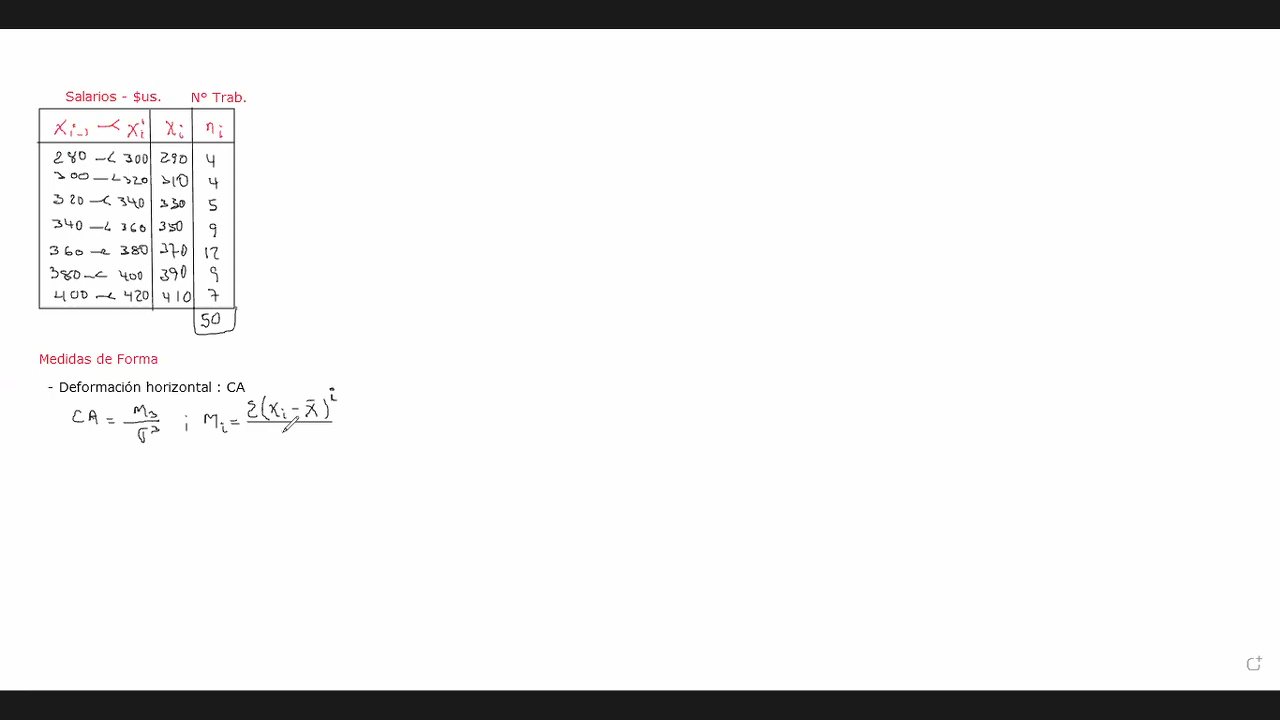 Salarios - $us. N° Trab.
Xi-1 -< Xi Xi ni
280 -< 300 290 4
300 -< 320 310 4
320 -< 340 330 5
340 -< 360 350 9
360 -< 380 370 12
380 -< 400 390 9
400 -< 420 410 7
50
Medidas de Forma
- Deformación horizontal : CA
CA = M3/σ³ ; Mi = Σ(Xi - X̄)^i